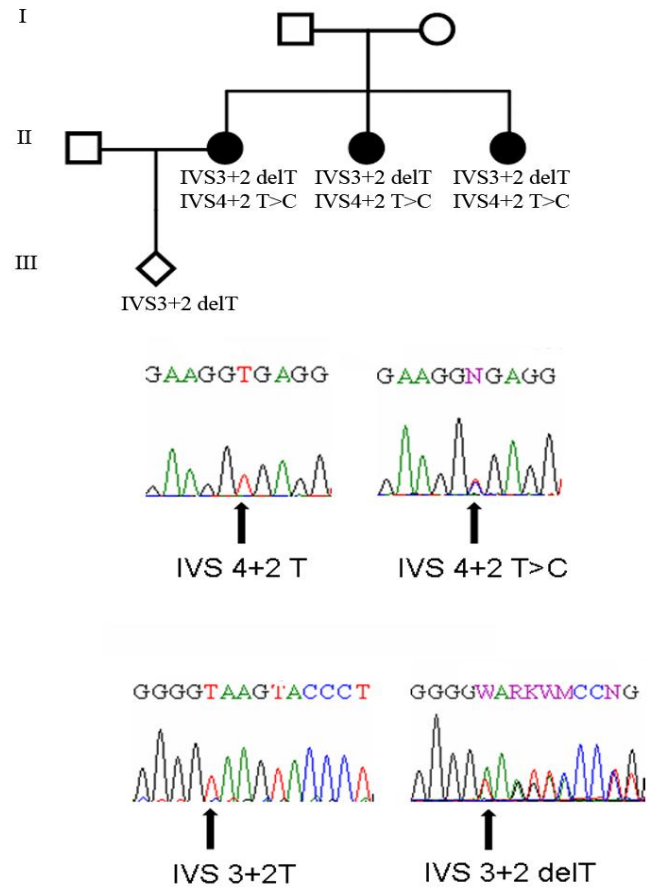 I
II
IVS3+2 delT IVS3+2 delT IVS3+2 delT
IVS4+2 T>C IVS4+2 T>C IVS4+2 T>C
III
IVS3+2 delT
GAAGGTGAGG GAAGGNGAGG
IVS 4+2 T IVS 4+2 T>C
GGGGTAAGTACCCT GGGGWARKWMCCNG
IVS 3+2T IVS 3+2 delT